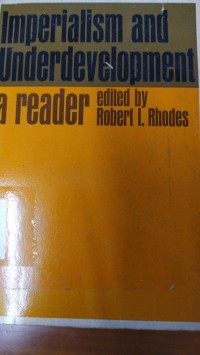 Imperialism and
Underdevelopment
a reader edited by
Robert I. Rhodes